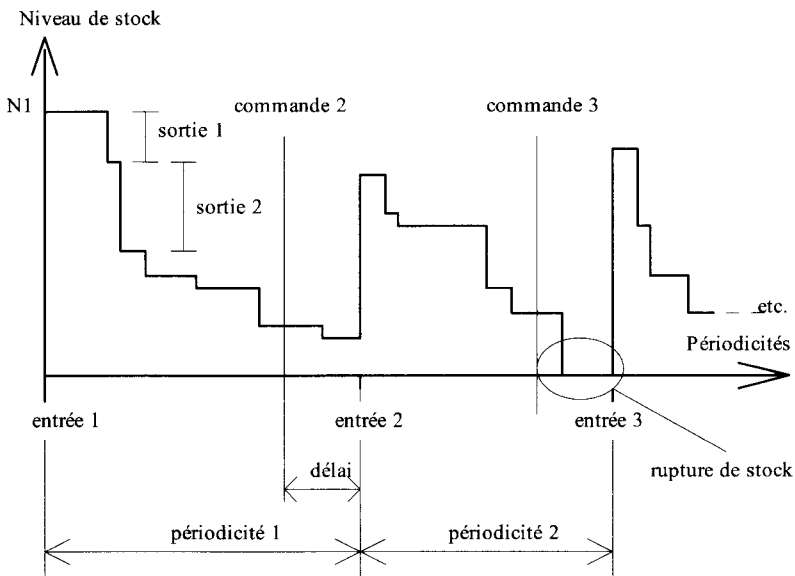 Niveau de stock
N1
commande 2
commande 3
sortie 1
sortie 2
etc.
Périodicités
entrée 1
entrée 2
entrée 3
délai
rupture de stock
périodicité 1
périodicité 2